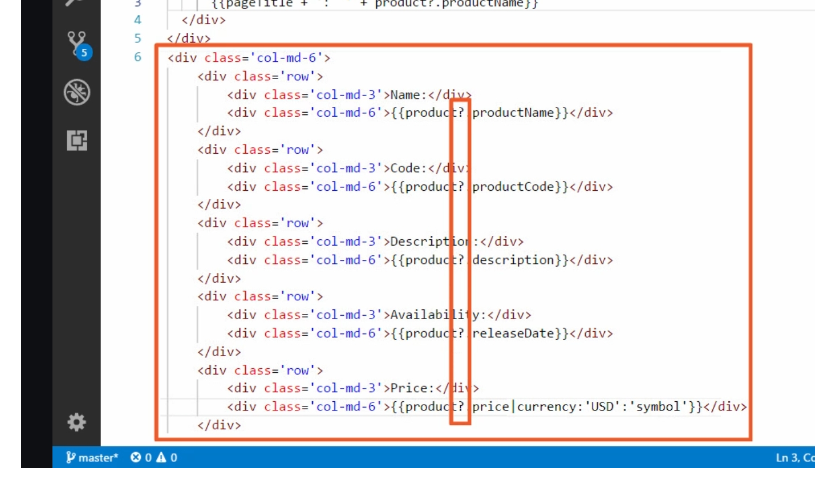 3 {{pageTitle + ': ' + product?.productName}}
4 </div>
5 </div>
6 <div class='col-md-6'>
<div class='row'>
<div class='col-md-3'>Name:</div>
<div class='col-md-6'>{{product?.productName}}</div>
</div>
<div class='row'>
<div class='col-md-3'>Code:</div>
<div class='col-md-6'>{{product?.productCode}}</div>
</div>
<div class='row'>
<div class='col-md-3'>Description:</div>
<div class='col-md-6'>{{product?.description}}</div>
</div>
<div class='row'>
<div class='col-md-3'>Availability:</div>
<div class='col-md-6'>{{product?.releaseDate}}</div>
</div>
<div class='row'>
<div class='col-md-3'>Price:</div>
<div class='col-md-6'>{{product?.price|currency:'USD':'symbol'}}</div>
</div>
5
master* 0 0 Ln 3, Co